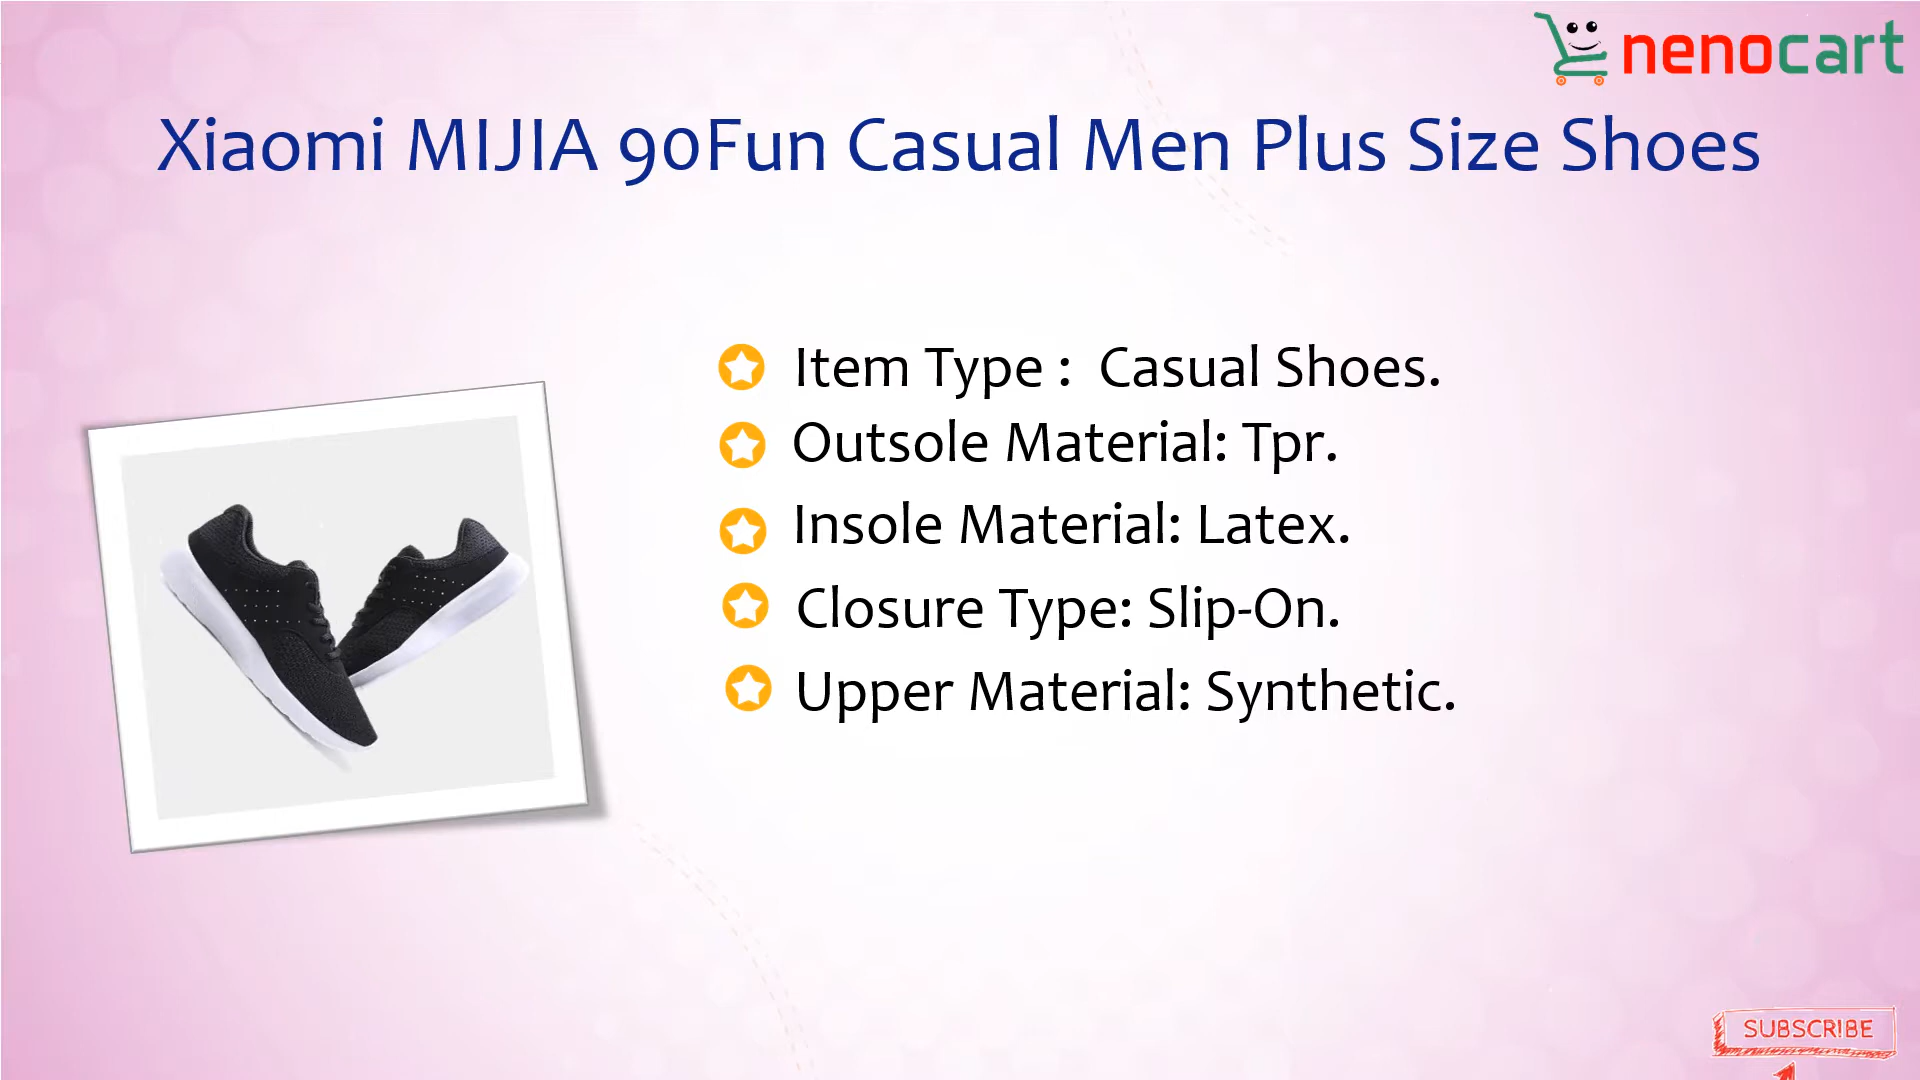 nenocart
Xiaomi MIJIA 90Fun Casual Men Plus Size Shoes
Item Type :  Casual Shoes.
Outsole Material: Tpr.
Insole Material: Latex.
Closure Type: Slip-On.
Upper Material: Synthetic.
SUBSCRIBE